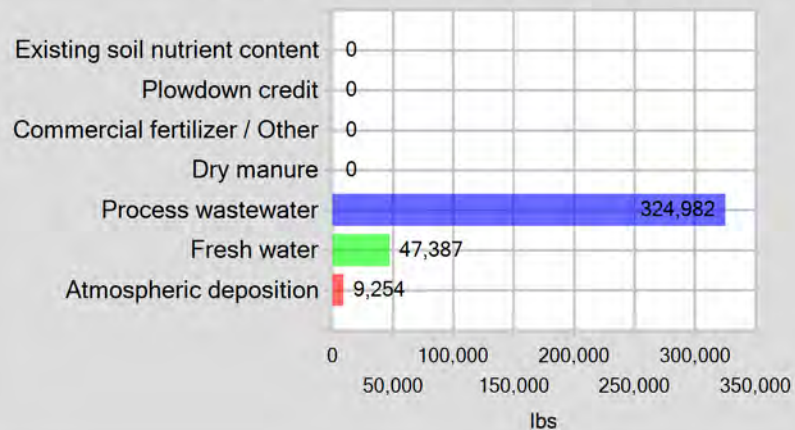 Existing soil nutrient content 0
Plowdown credit 0
Commercial fertilizer / Other 0
Dry manure 0
Process wastewater 324,982
Fresh water 47,387
Atmospheric deposition 9,254
0 100,000 200,000 300,000
50,000 150,000 250,000 350,000
lbs